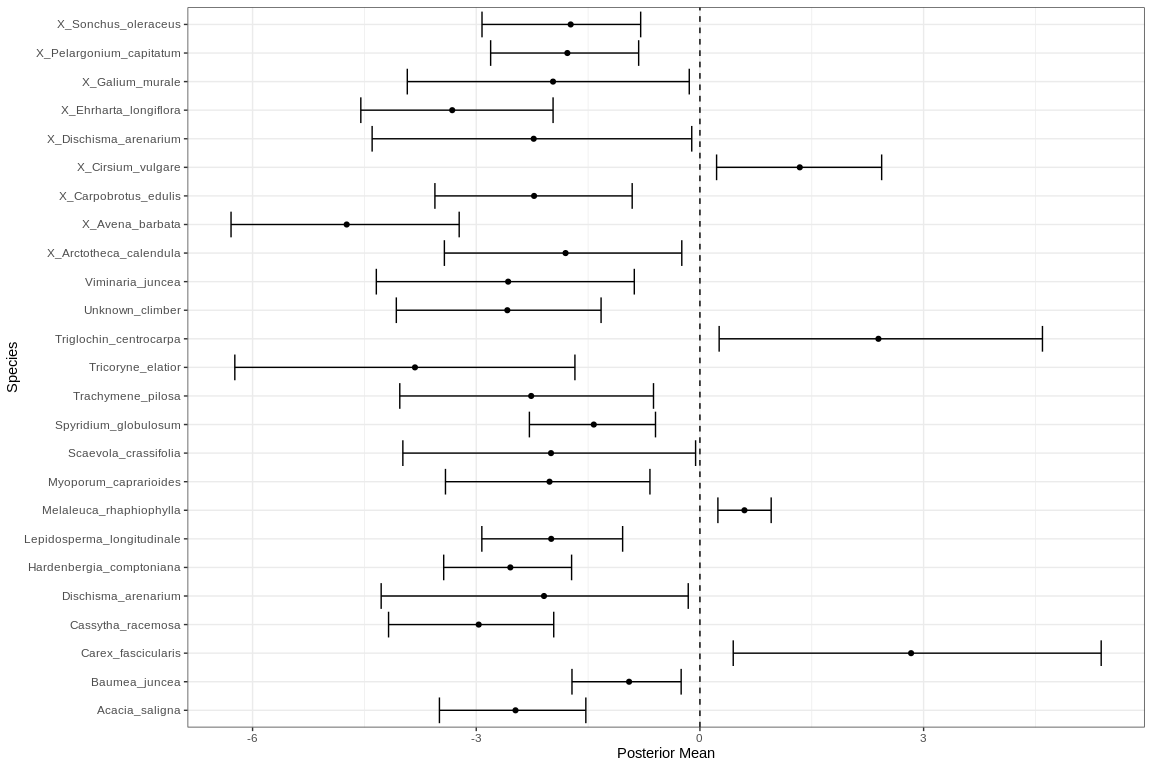 X_Sonchus_oleraceus
X_Pelargonium_capitatum
X_Galium_murale
X_Ehrharta_longiflora
X_Dischisma_arenarium
X_Cirsium_vulgare
X_Carpobrotus_edulis
X_Avena_barbata
X_Arctotheca_calendula
Viminaria_juncea
Unknown_climber
Triglochin_centrocarpa
Tricoryne_elatior
Trachymene_pilosa
Spyridium_globulosum
Scaevola_crassifolia
Myoporum_caprarioides
Melaleuca_rhaphiophylla
Lepidosperma_longitudinale
Hardenbergia_comptoniana
Dischisma_arenarium
Cassytha_racemosa
Carex_fascicularis
Baumea_juncea
Acacia_saligna
Species
-6 -3 0 3
Posterior Mean